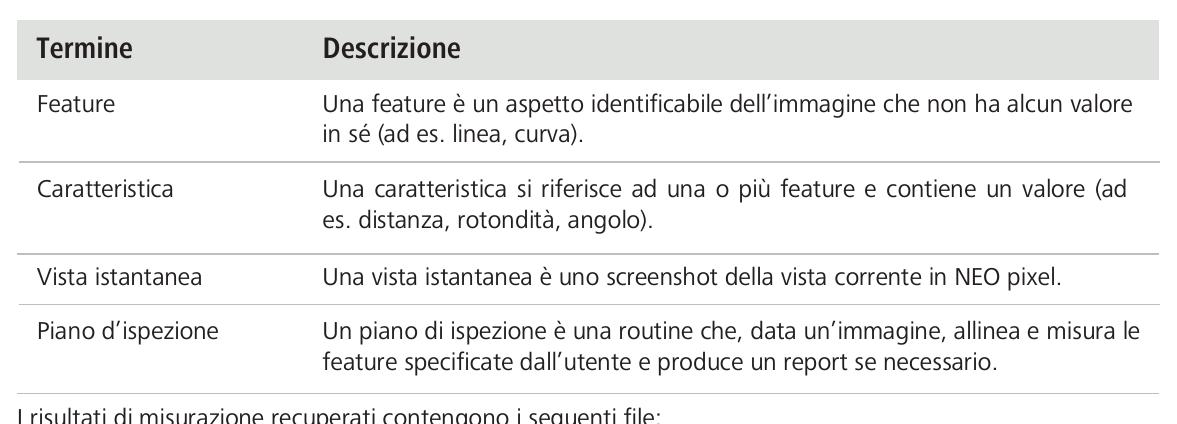 Termine Descrizione
Feature Una feature è un aspetto identificabile dell’immagine che non ha alcun valore
in sé (ad es. linea, curva).
Caratteristica Una caratteristica si riferisce ad una o più feature e contiene un valore (ad
es. distanza, rotondità, angolo).
Vista istantanea Una vista istantanea è uno screenshot della vista corrente in NEO pixel.
Piano d’ispezione Un piano di ispezione è una routine che, data un’immagine, allinea e misura le
feature specificate dall’utente e produce un report se necessario.
I risultati di misurazione recuperati contengono i seguenti file: